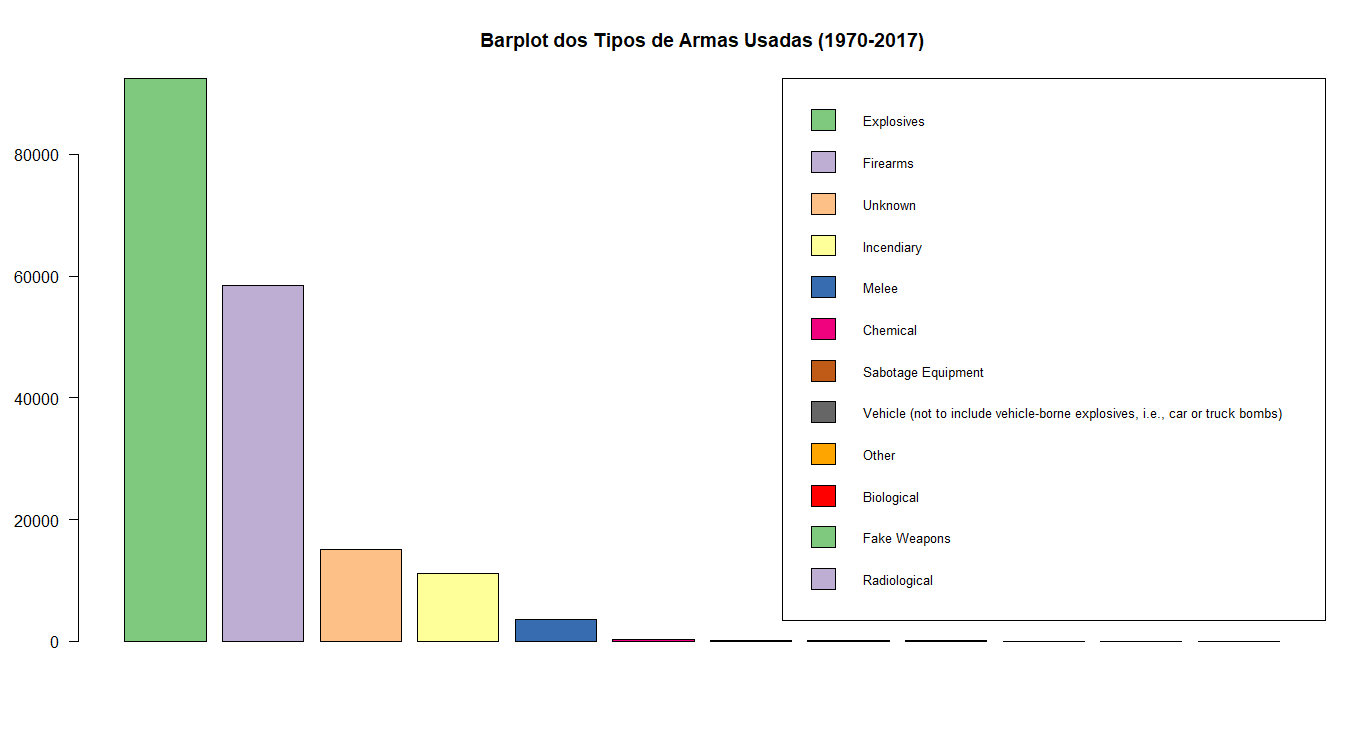 Barplot dos Tipos de Armas Usadas (1970-2017)
80000
60000
40000
20000
0
Explosives
Firearms
Unknown
Incendiary
Melee
Chemical
Sabotage Equipment
Vehicle (not to include vehicle-borne explosives, i.e., car or truck bombs)
Other
Biological
Fake Weapons
Radiological